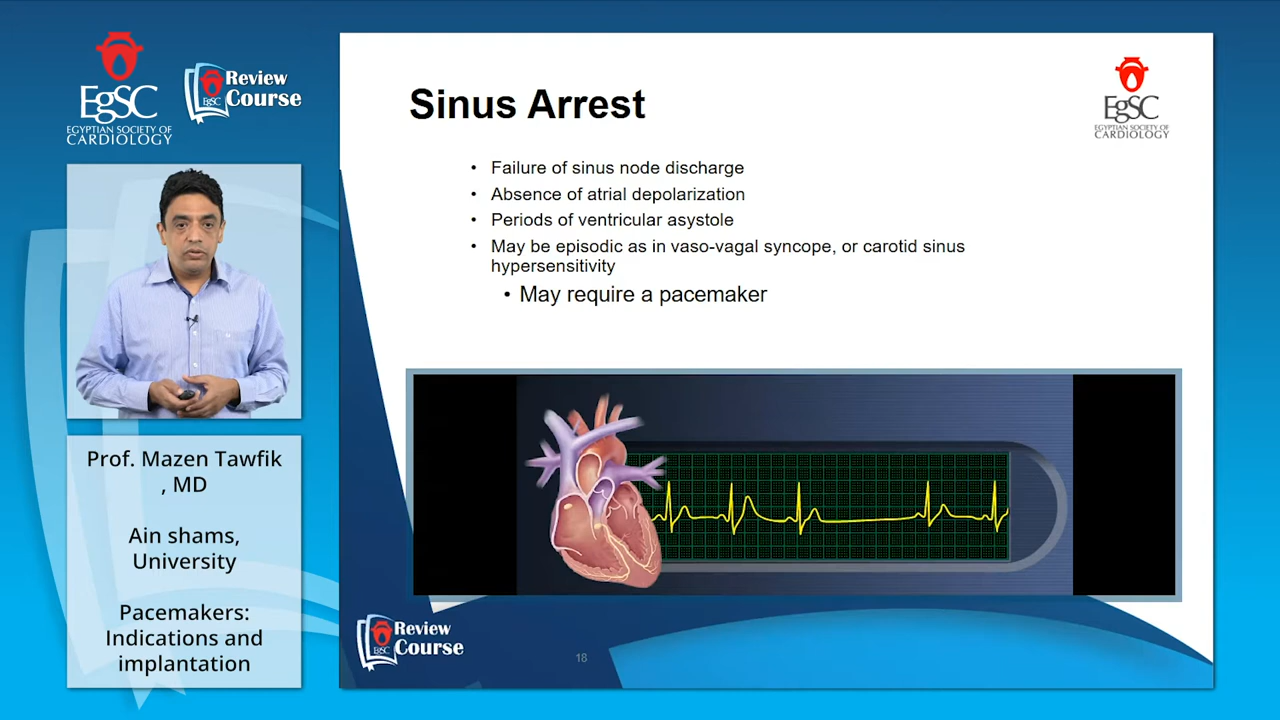 EgSC
EGYPTIAN SOCIETY OF
CARDIOLOGY
EgSC
Review
Course
Prof. Mazen Tawfik
, MD
Ain shams,
University
Pacemakers:
Indications and
implantation
Sinus Arrest
EgSC
EGYPTIAN SOCIETY OF
CARDIOLOGY
• Failure of sinus node discharge
• Absence of atrial depolarization
• Periods of ventricular asystole
• May be episodic as in vaso-vagal syncope, or carotid sinus
hypersensitivity
• May require a pacemaker
EgSC
Review
Course
18